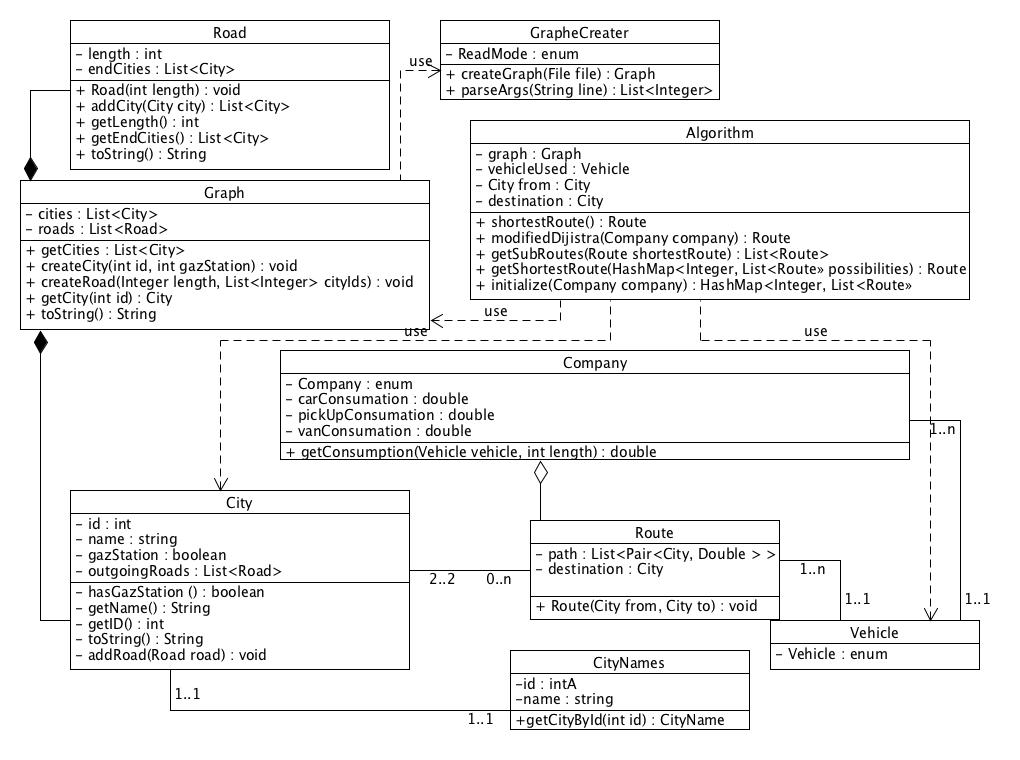 Road
- length : int
- endCities : List<City>
+ Road(int length) : void
+ addCity(City city) : List<City>
+ getLength() : int
+ getEndCities() : List<City>
+ toString() : String
use
GrapheCreater
- ReadMode : enum
+ createGraph(File file) : Graph
+ parseArgs(String line) : List<Integer>
Graph
- cities : List<City>
- roads : List<Road>
+ getCities : List<City>
+ createCity(int id, int gazStation) : void
+ createRoad(Integer length, List<Integer> cityIds) : void
+ getCity(int id) : City
+ toString() : String
Algorithm
- graph : Graph
- vehicleUsed : Vehicle
- City from : City
- destination : City
+ shortestRoute() : Route
+ modifiedDijistra(Company company) : Route
+ getSubRoutes(Route shortestRoute) : List<Route>
+ getShortestRoute(HashMap<Integer, List<Route» possibilities) : Route
+ initialize(Company company) : HashMap<Integer, List<Route»
use
use
use
Company
- Company : enum
- carConsumation : double
- pickUpConsumation : double
- vanConsumation : double
+ getConsumption(Vehicle vehicle, int length) : double
1..n
City
- id : int
- name : string
- gazStation : boolean
- outgoingRoads : List<Road>
- hasGazStation () : boolean
- getName() : String
- getID() : int
- toString() : String
- addRoad(Road road) : void
2..2
0..n
Route
- path : List<Pair<City, Double > >
- destination : City
+ Route(City from, City to) : void
1..n
1..1
1..1
Vehicle
- Vehicle : enum
CityNames
-id : intA
-name : string
+getCityById(int id) : CityName
1..1
1..1